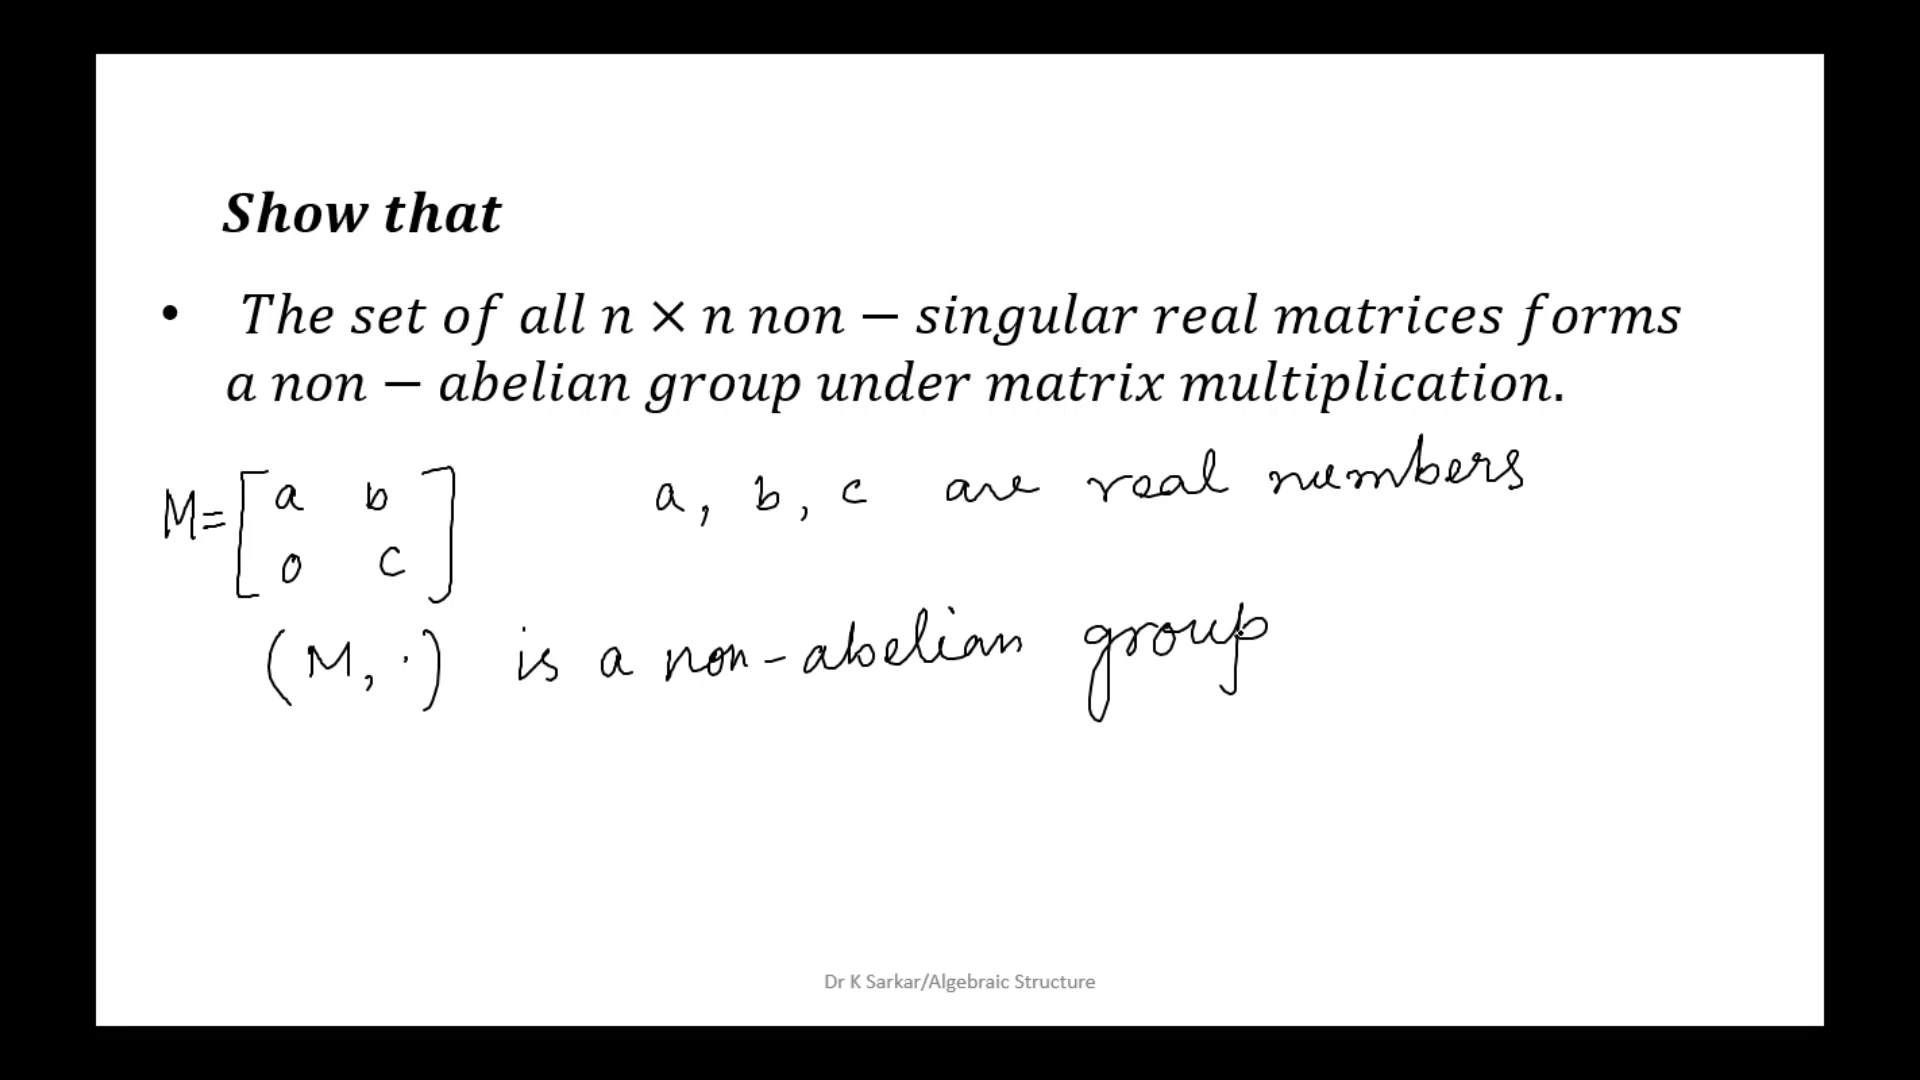 Show that
• The set of all n × n non − singular real matrices forms
a non − abelian group under matrix multiplication.
M= [ a b a, b, c are real numbers
0 c ]
(M, ·) is a non-abelian group
Dr K Sarkar/Algebraic Structure